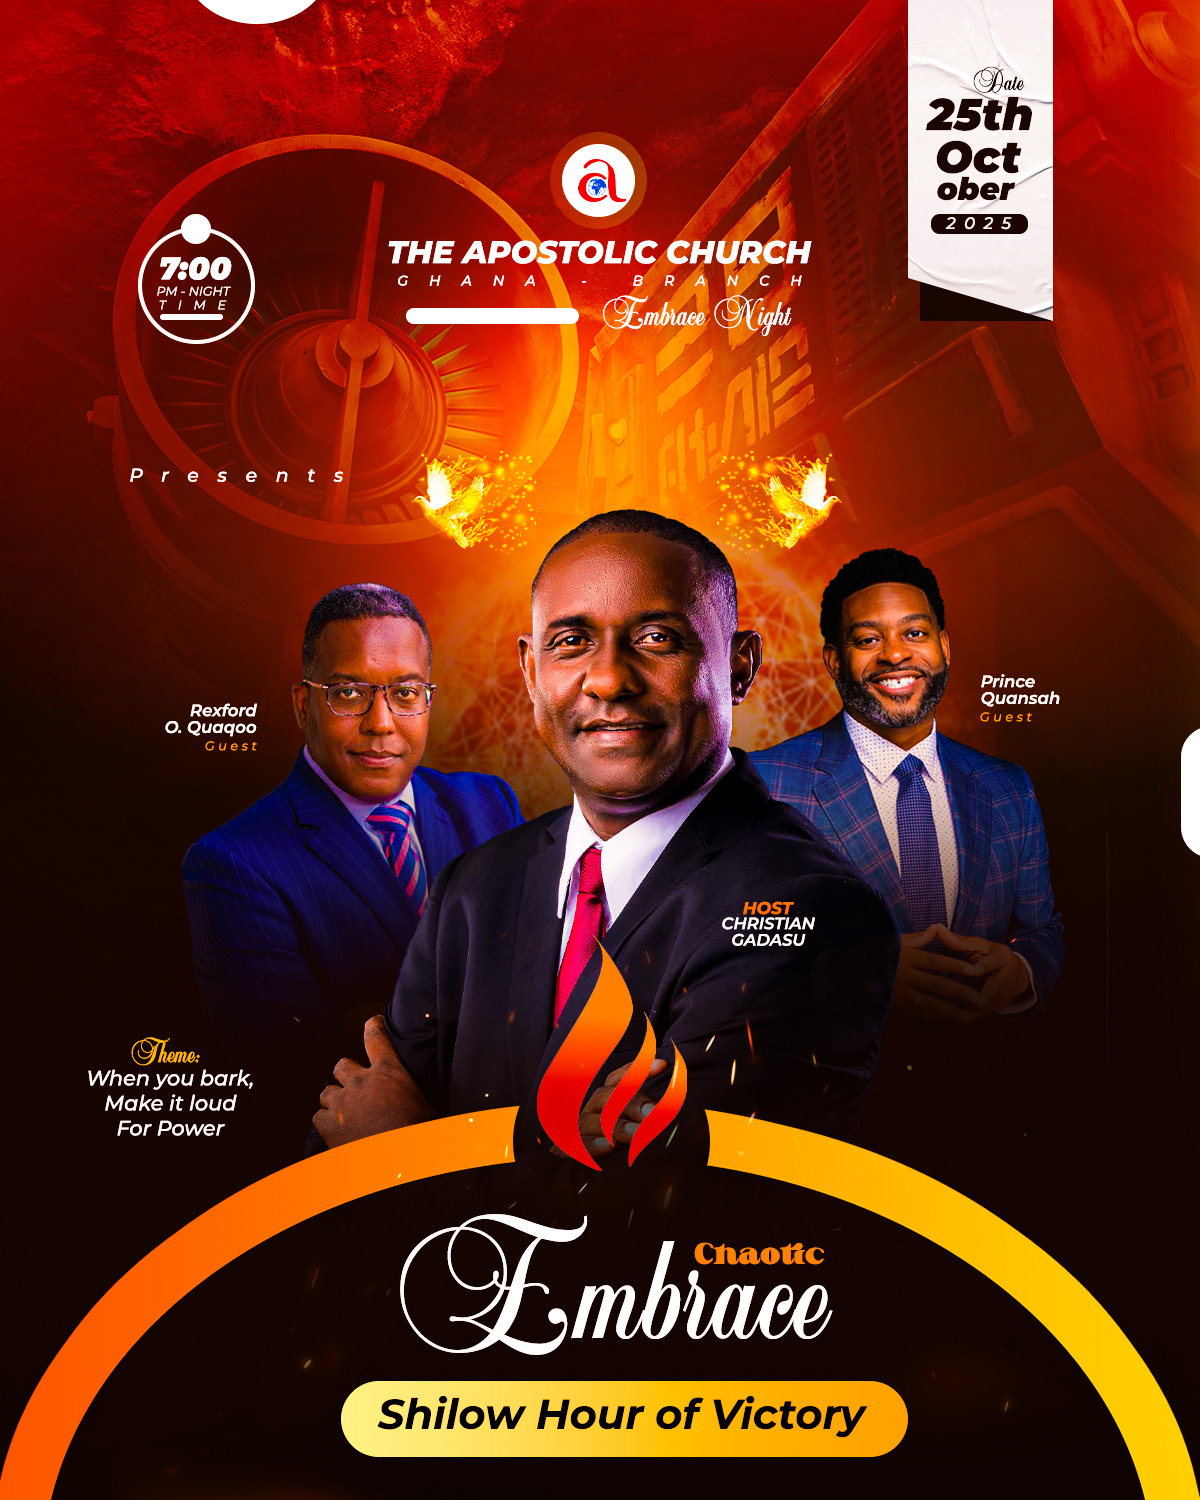 Date
25th
Oct
ober
2025
a
THE APOSTOLIC CHURCH
GHANA - BRANCH
Embrace Night
7:00
PM - NIGHT
TIME
Presents
Rexford
O. Quaqoo
Guest
Prince
Quansah
Guest
HOST
CHRISTIAN
GADASU
Theme:
When you bark,
Make it loud
For Power
Chaotic
Embrace
Shilow Hour of Victory